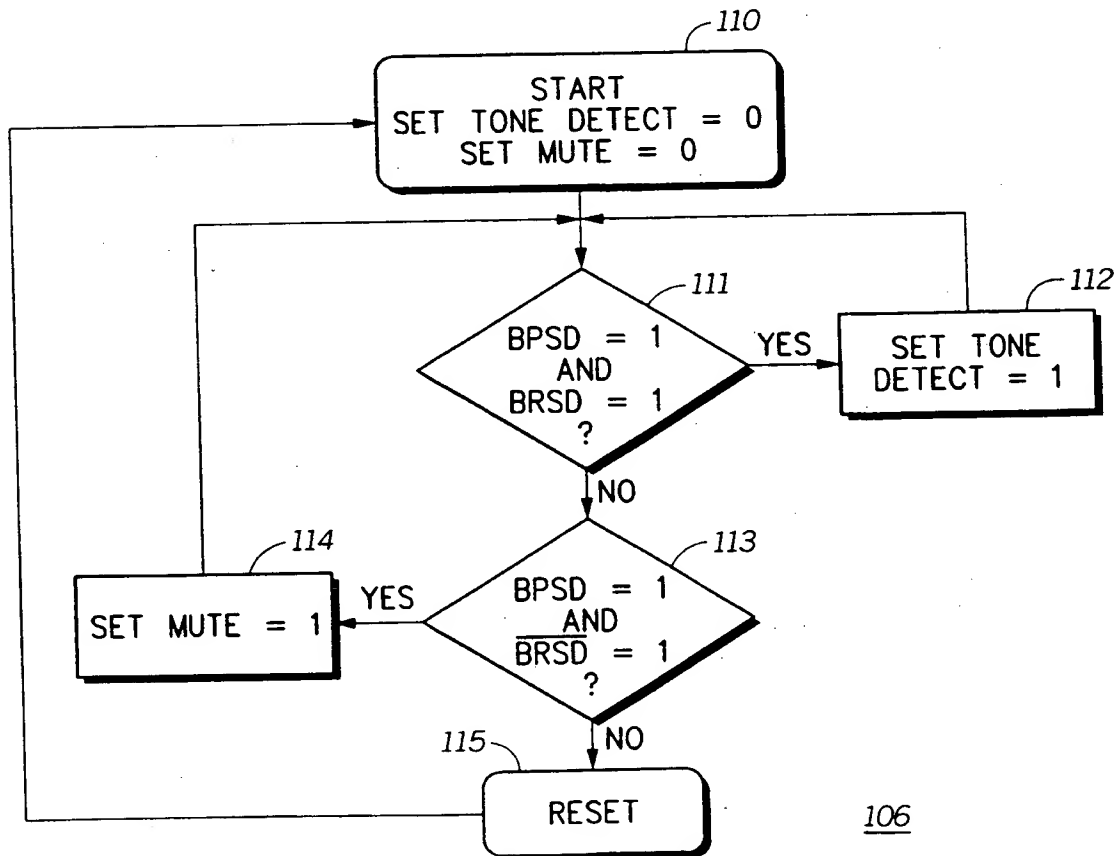 110
START
SET TONE DETECT = 0
SET MUTE = 0
111
BPSD = 1
AND
BRSD = 1
?
YES
112
SET TONE
DETECT = 1
NO
113
BPSD = 1
AND
B̅R̅S̅D̅ = 1
?
YES
114
SET MUTE = 1
NO
115
RESET
106